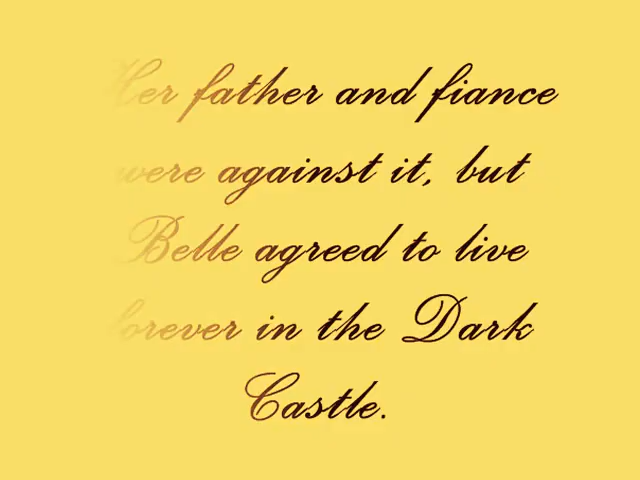 Her father and fiance
were against it, but
Belle agreed to live
forever in the Dark
Castle.